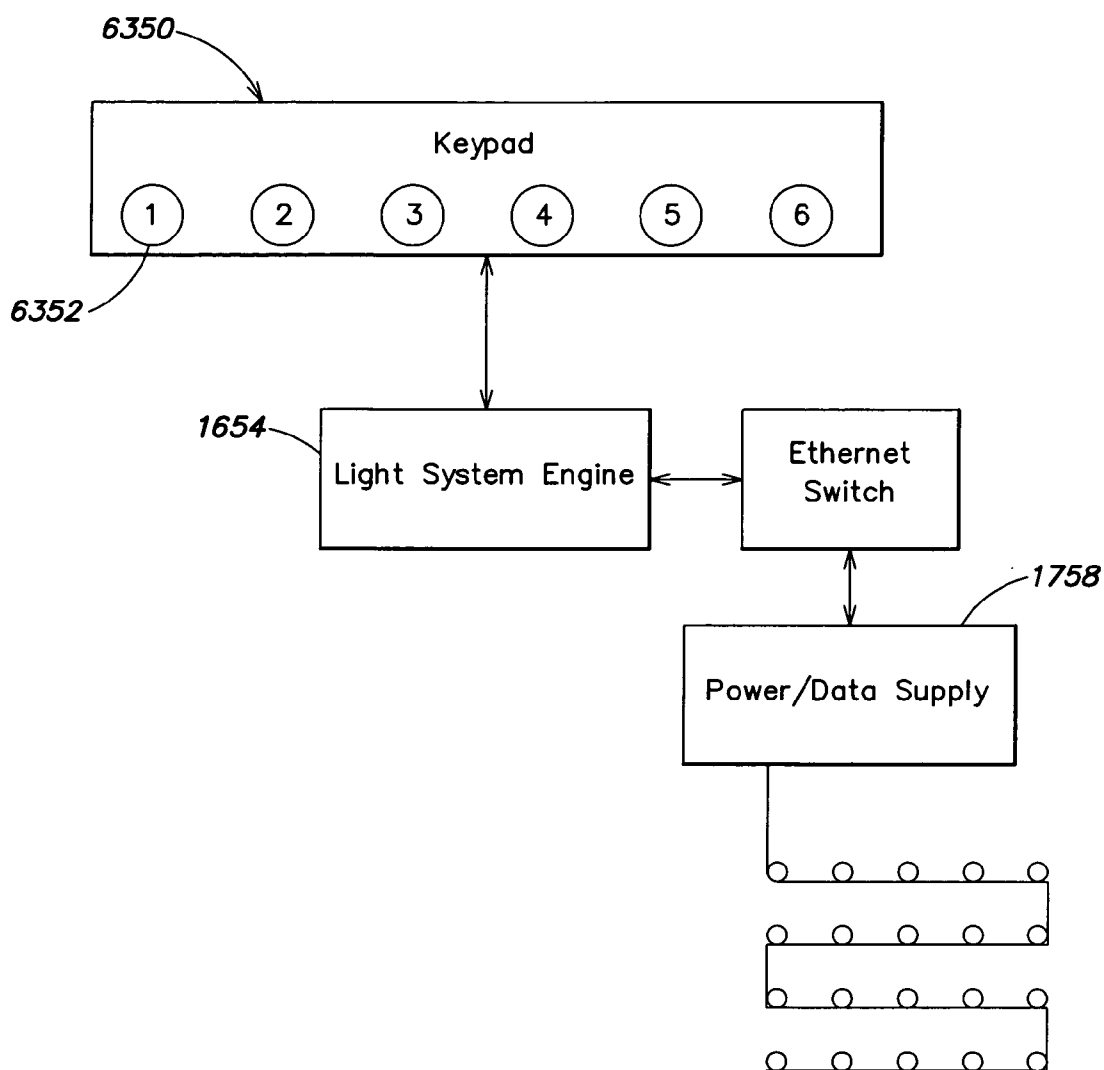 6350
Keypad
1 2 3 4 5 6
6352
1654
Light System Engine
Ethernet
Switch
1758
Power/Data Supply